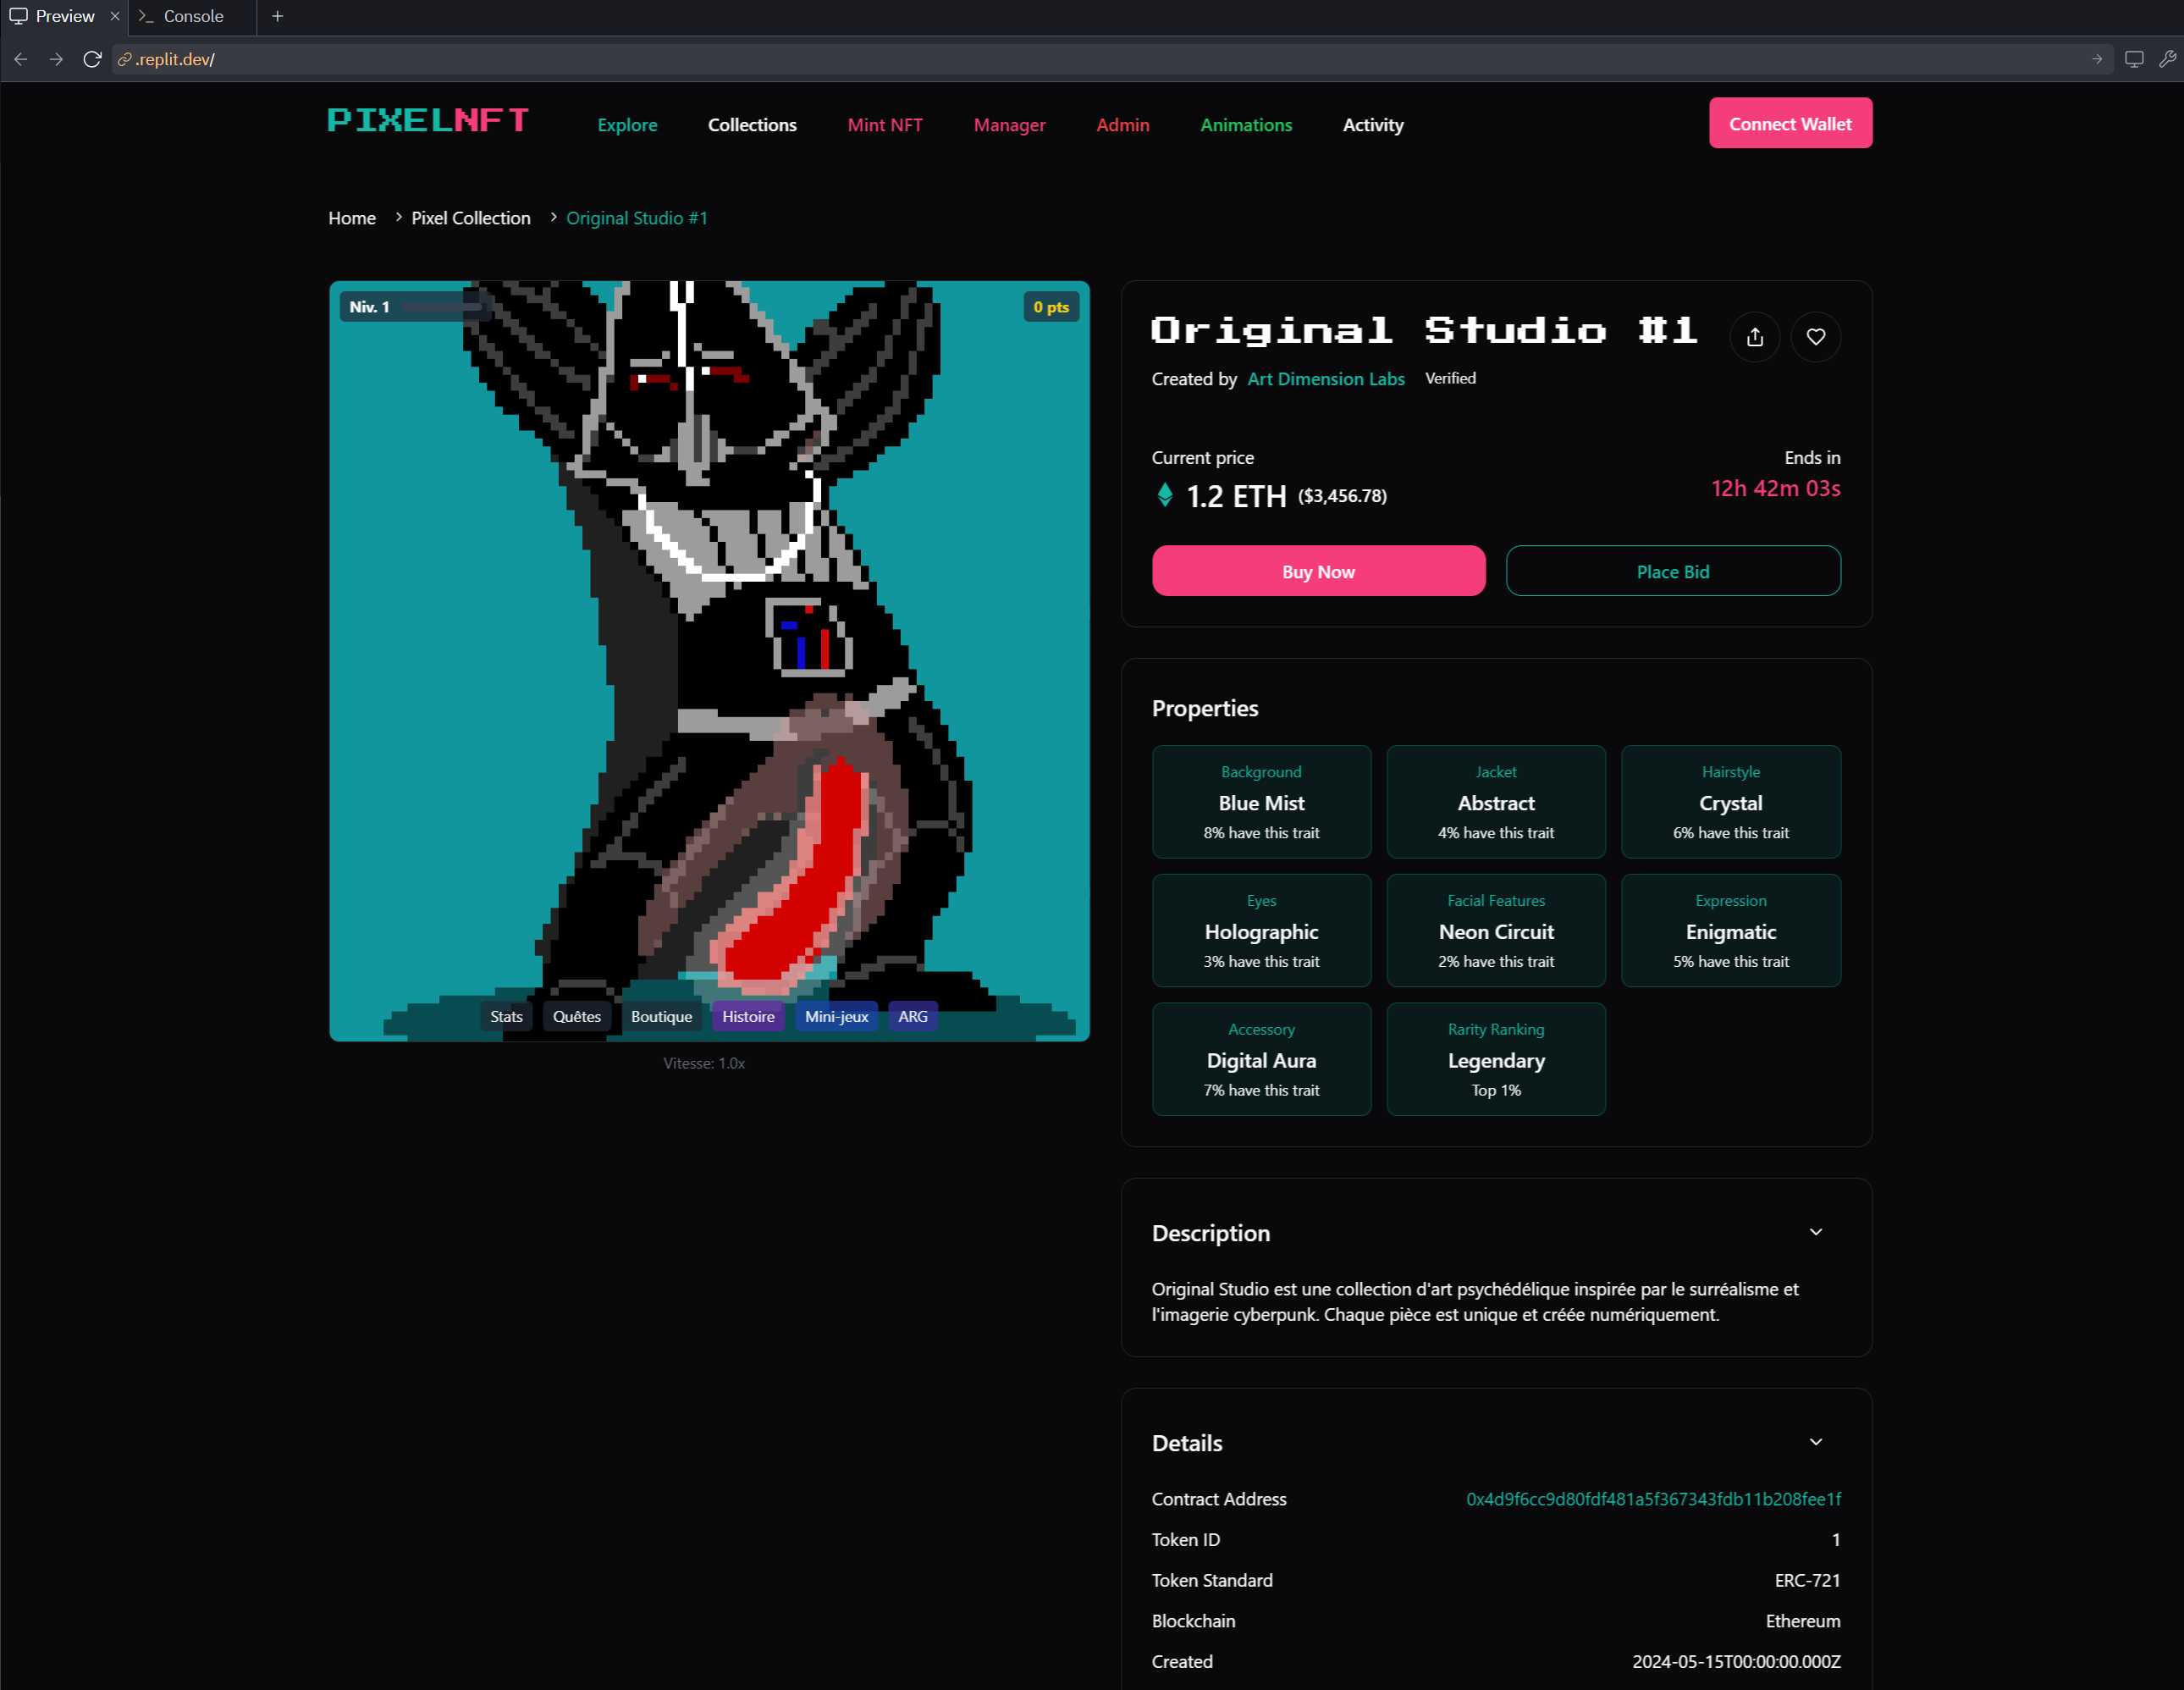 Preview
Console
.replit.dev/
PIXELNFT
Explore
Collections
Mint NFT
Manager
Admin
Animations
Activity
Connect Wallet
Home
Pixel Collection
Original Studio #1
Niv. 1
0 pts
Stats
Quêtes
Boutique
Histoire
Mini-jeux
ARG
Vitesse: 1.0x
Original Studio #1
Created by Art Dimension Labs Verified
Current price
Ends in
1.2 ETH ($3,456.78)
12h 42m 03s
Buy Now
Place Bid
Properties
Background
Blue Mist
8% have this trait
Jacket
Abstract
4% have this trait
Hairstyle
Crystal
6% have this trait
Eyes
Holographic
3% have this trait
Facial Features
Neon Circuit
2% have this trait
Expression
Enigmatic
5% have this trait
Accessory
Digital Aura
7% have this trait
Rarity Ranking
Legendary
Top 1%
Description
Original Studio est une collection d'art psychédélique inspirée par le surréalisme et
l'imagerie cyberpunk. Chaque pièce est unique et créée numériquement.
Details
Contract Address 0x4d9f6cc9d80fdf481a5f367343fdb11b208fee1f
Token ID 1
Token Standard ERC-721
Blockchain Ethereum
Created 2024-05-15T00:00:00.000Z